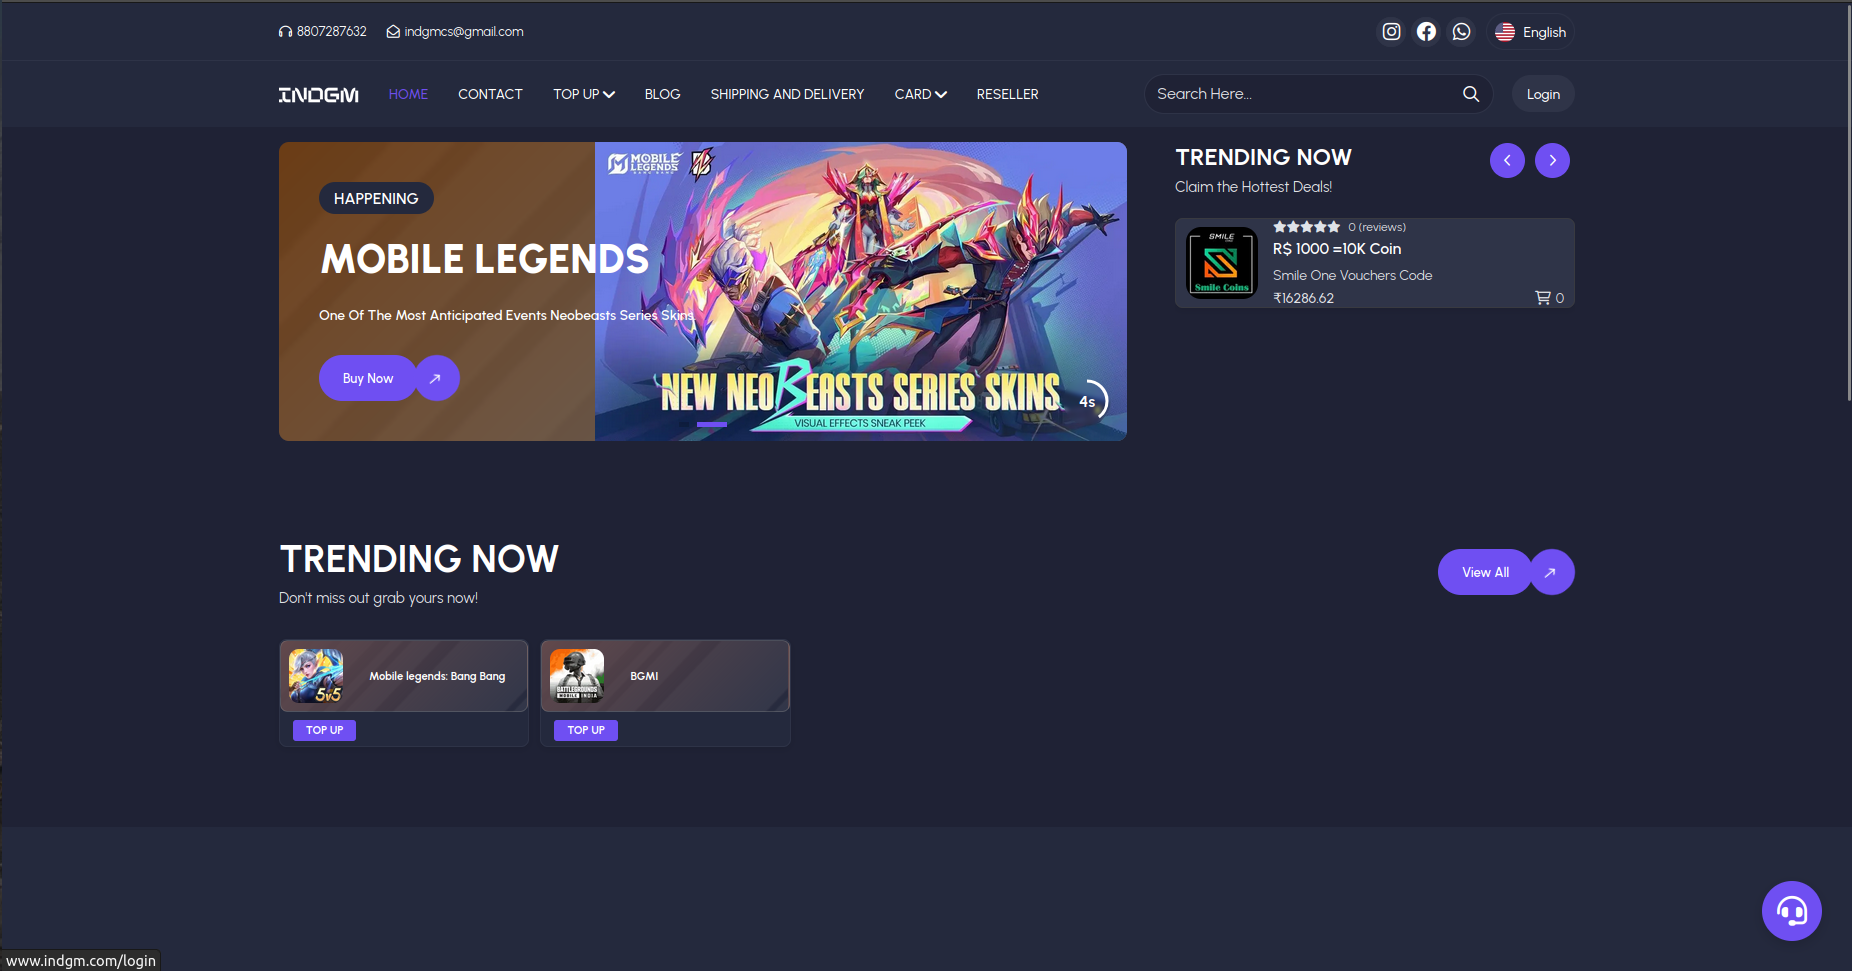 8807287632 indgmcs@gmail.com English
INDGM HOME CONTACT TOP UP BLOG SHIPPING AND DELIVERY CARD RESELLER Search Here... Login
HAPPENING
MOBILE LEGENDS
One Of The Most Anticipated Events Neobeasts Series Skins.
Buy Now
MOBILE
LEGENDS
BANG BANG
NEW NEOBEASTS SERIES SKINS
VISUAL EFFECTS SNEAK PEEK
4s
TRENDING NOW
Claim the Hottest Deals!
SMILE
Smile Coins
0 (reviews)
R$ 1000 =10K Coin
Smile One Vouchers Code
₹16286.62 0
TRENDING NOW
Don't miss out grab yours now!
View All
5v5
Mobile legends: Bang Bang
TOP UP
BATTLEGROUNDS
MOBILE INDIA
BGMI
TOP UP
www.indgm.com/login